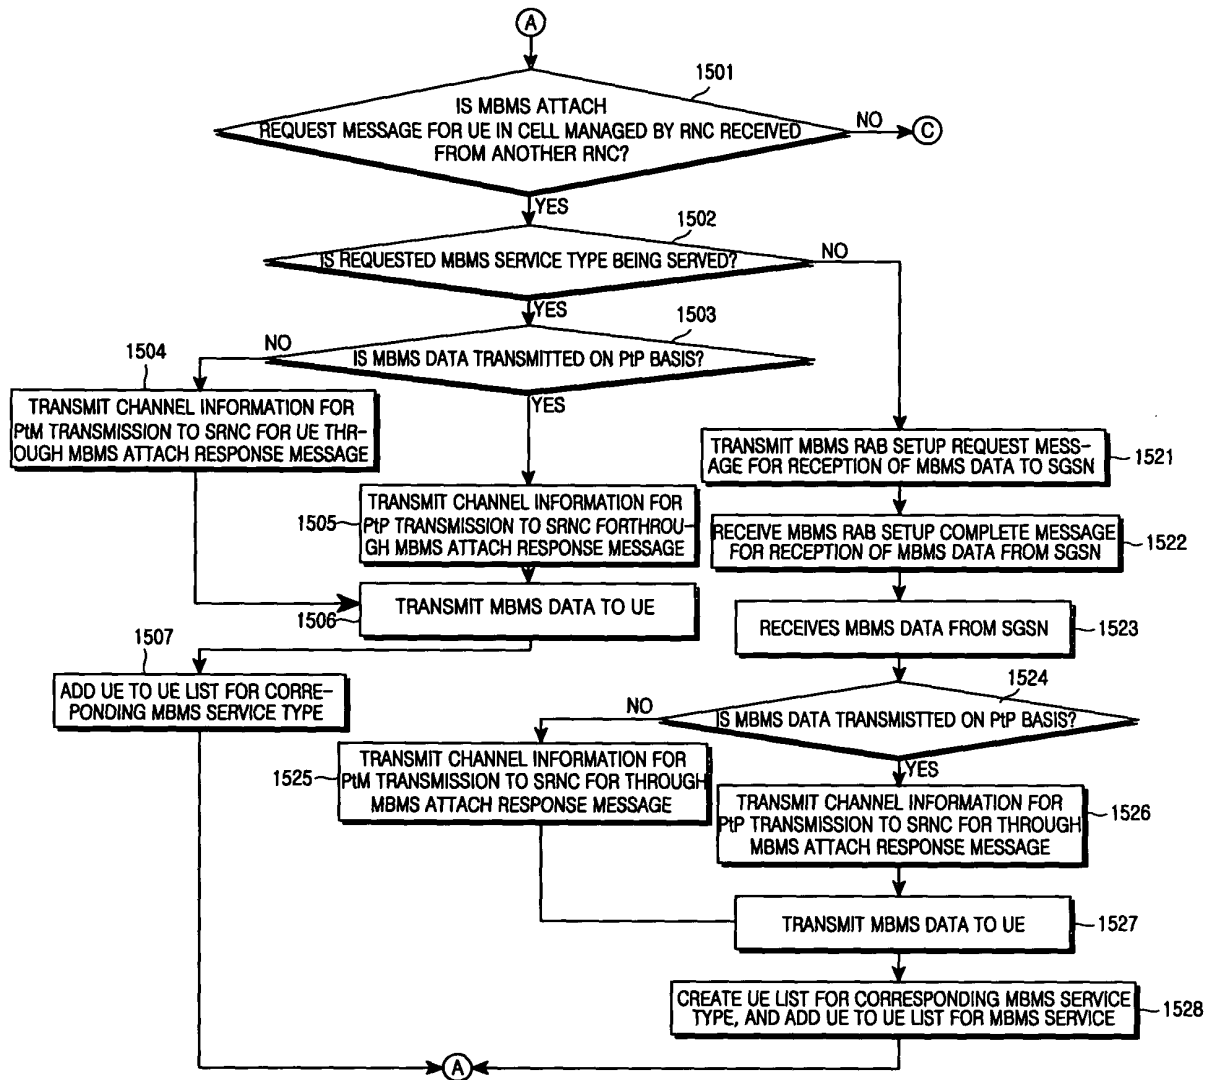 A
1501
IS MBMS ATTACH
REQUEST MESSAGE FOR UE IN CELL MANAGED BY RNC RECEIVED
FROM ANOTHER RNC?
NO
C
YES
1502
IS REQUESTED MBMS SERVICE TYPE BEING SERVED?
NO
YES
1503
IS MBMS DATA TRANSMITTED ON PtP BASIS?
NO
YES
1504
TRANSMIT CHANNEL INFORMATION FOR
PtM TRANSMISSION TO SRNC FOR UE THR-
OUGH MBMS ATTACH RESPONSE MESSAGE
TRANSMIT MBMS RAB SETUP REQUEST MESS-
AGE FOR RECEPTION OF MBMS DATA TO SGSN
1521
1505
TRANSMIT CHANNEL INFORMATION FOR
PtP TRANSMISSION TO SRNC FORTHROU-
GH MBMS ATTACH RESPONSE MESSAGE
RECEIVE MBMS RAB SETUP COMPLETE MESSAGE
FOR RECEPTION OF MBMS DATA FROM SGSN
1522
TRANSMIT MBMS DATA TO UE
1506
RECEIVES MBMS DATA FROM SGSN
1523
1507
ADD UE TO UE LIST FOR CORRE-
PONDING MBMS SERVICE TYPE
1524
IS MBMS DATA TRANSMISTTED ON PtP BASIS?
NO
YES
1525
TRANSMIT CHANNEL INFORMATION FOR
PtM TRANSMISSION TO SRNC FOR THROUGH
MBMS ATTACH RESPONSE MESSAGE
TRANSMIT CHANNEL INFORMATION FOR
PtP TRANSMISSION TO SRNC FOR THROUGH
MBMS ATTACH RESPONSE MESSAGE
1526
TRANSMIT MBMS DATA TO UE
1527
CREATE UE LIST FOR CORRESPONDING MBMS SERVICE
TYPE, AND ADD UE TO UE LIST FOR MBMS SERVICE
1528
A